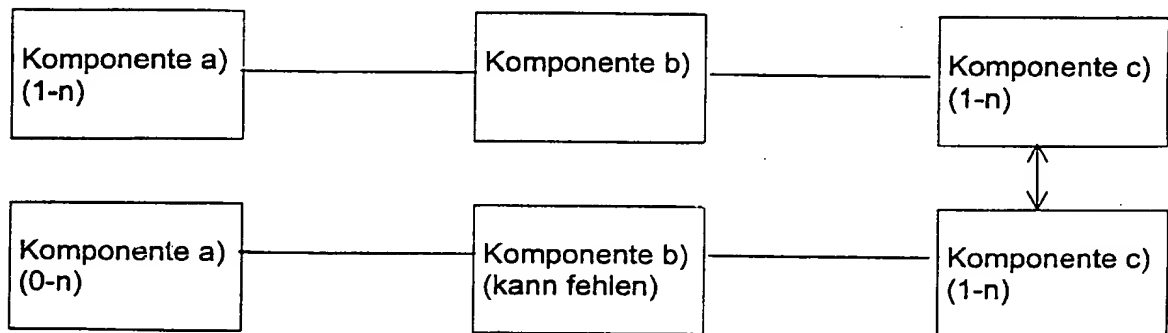 Komponente a)
(1-n)
Komponente b)
Komponente c)
(1-n)
Komponente a)
(0-n)
Komponente b)
(kann fehlen)
Komponente c)
(1-n)